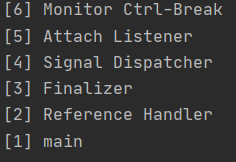 [6] Monitor Ctrl-Break
[5] Attach Listener
[4] Signal Dispatcher
[3] Finalizer
[2] Reference Handler
[1] main